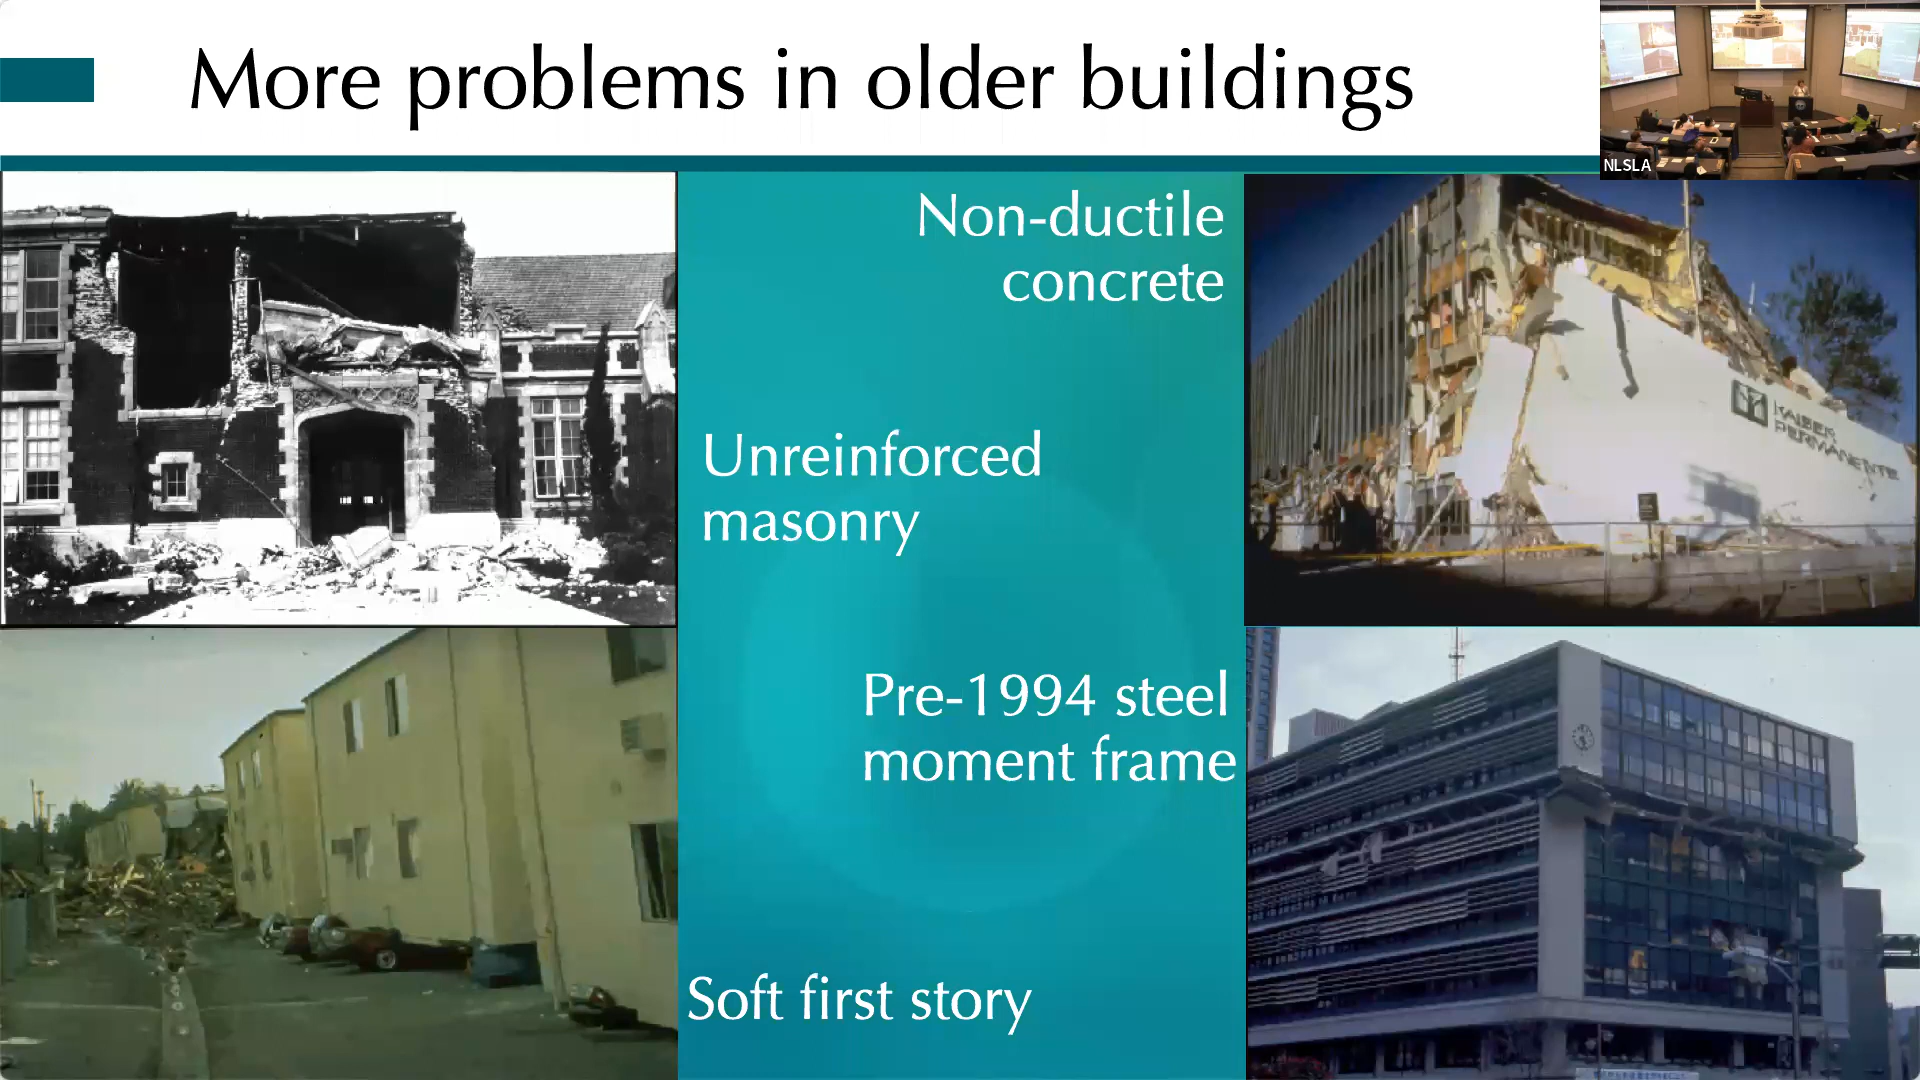 More problems in older buildings
NLSLA
Non-ductile
concrete
KAISER
PERMANENTE
Unreinforced
masonry
Pre-1994 steel
moment frame
Soft first story